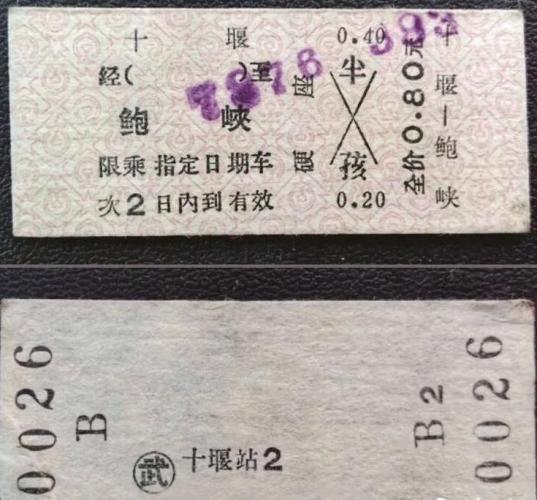 十堰
经( )至
鲍峡
限乘指定日期车
次2日内到有效
硬座
0.40
半
孩
0.20
全价0.80元
十堰—鲍峡
0026
B
武
十堰站2
B2
0026